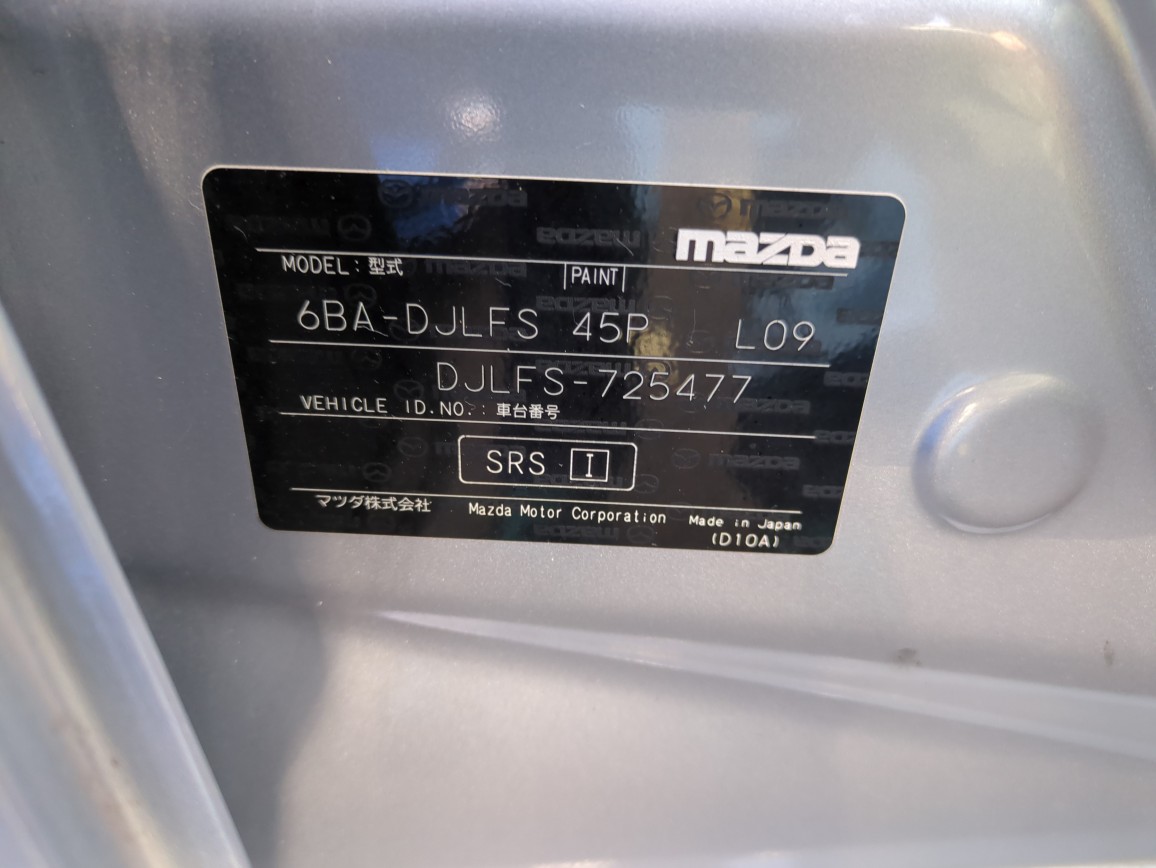 mazda
MODEL：型式 PAINT
6BA-DJLFS 45P L09
DJLFS-725477
VEHICLE ID.NO.：車台番号
SRS I
マツダ株式会社 Mazda Motor Corporation Made in Japan
(D10A)